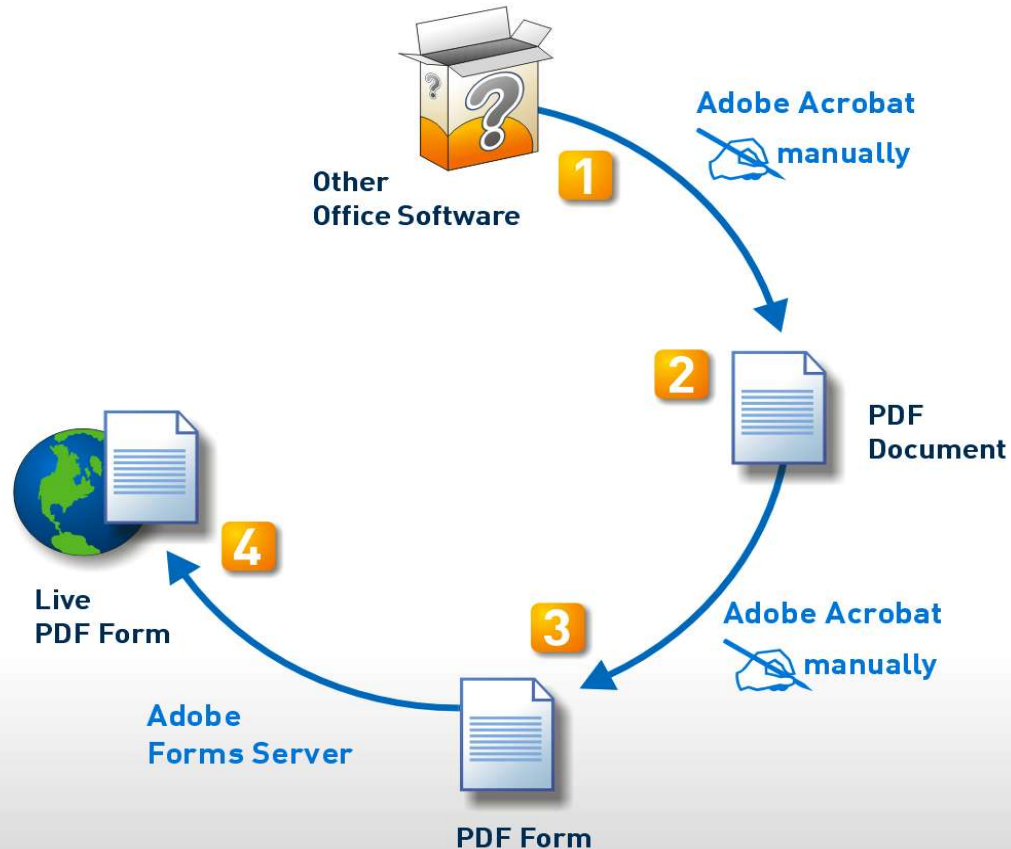 ?
?
Adobe Acrobat
manually
Other
Office Software
1
2
PDF
Document
4
Live
PDF Form
3
Adobe Acrobat
manually
Adobe
Forms Server
PDF Form